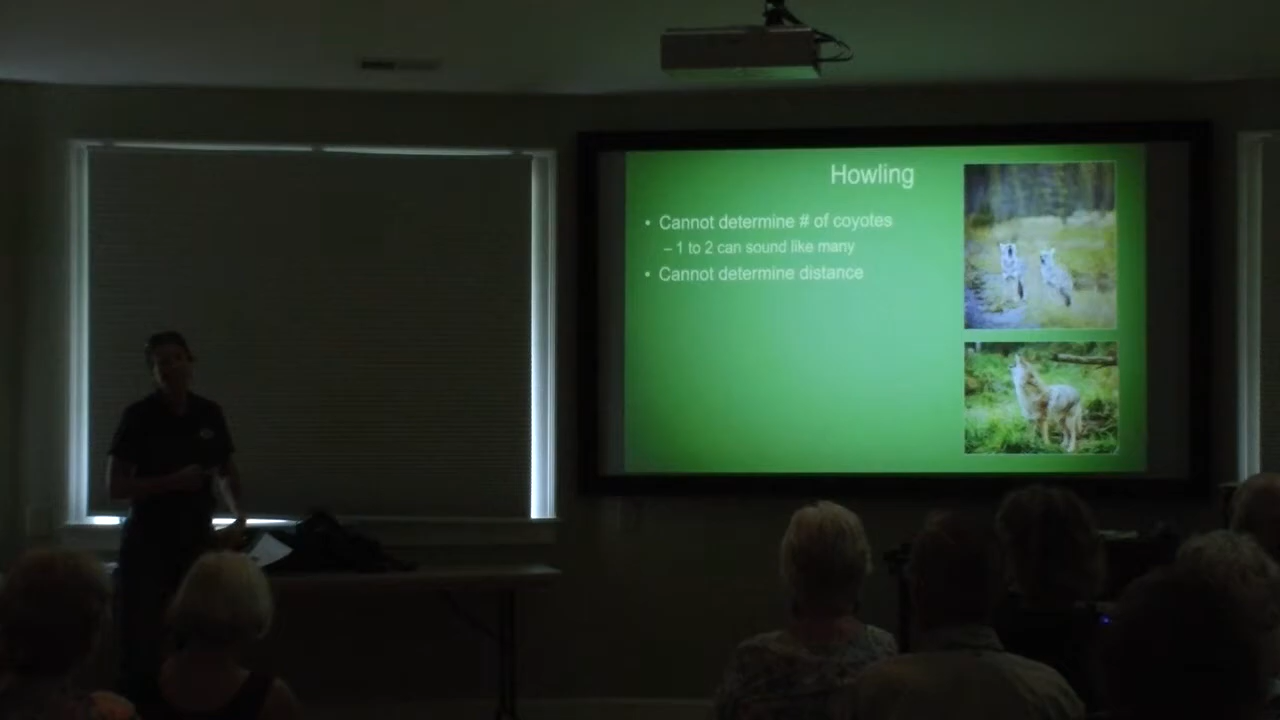 Howling
• Cannot determine # of coyotes
– 1 to 2 can sound like many
• Cannot determine distance